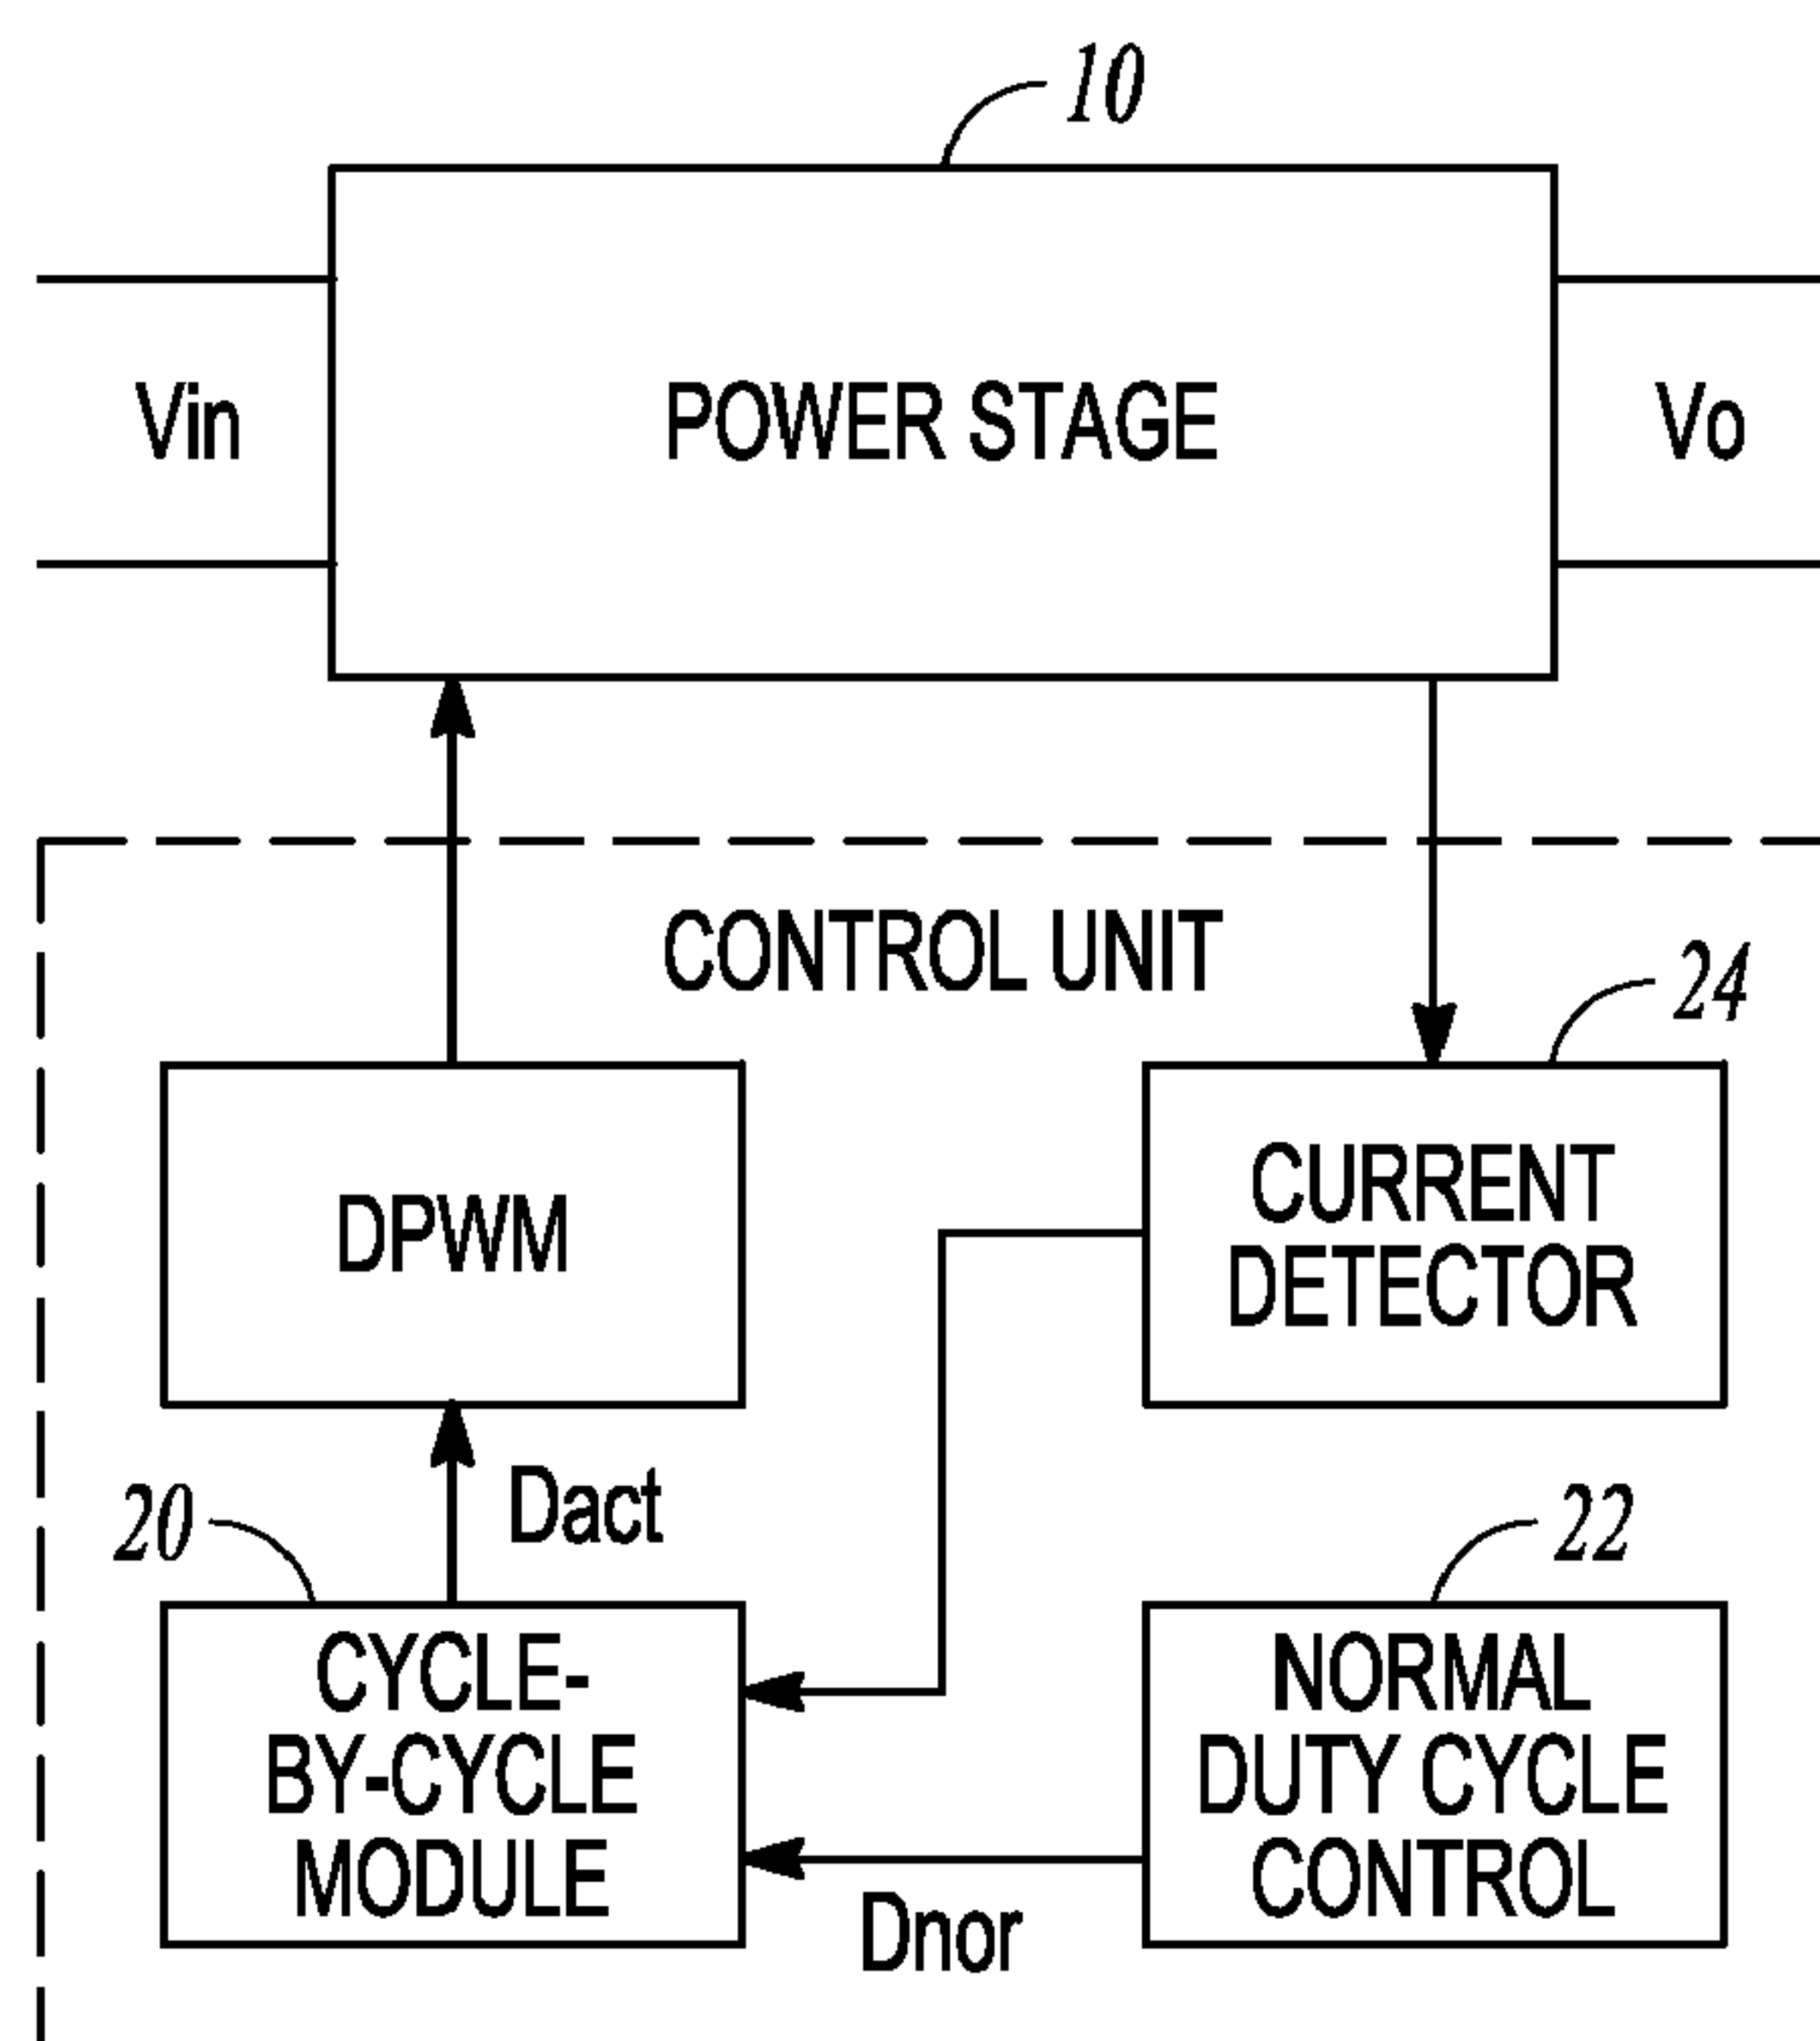 10
Vin
POWER STAGE
Vo
CONTROL UNIT
24
DPWM
CURRENT
DETECTOR
Dact
20
22
CYCLE-
BY-CYCLE
MODULE
NORMAL
DUTY CYCLE
CONTROL
Dnor